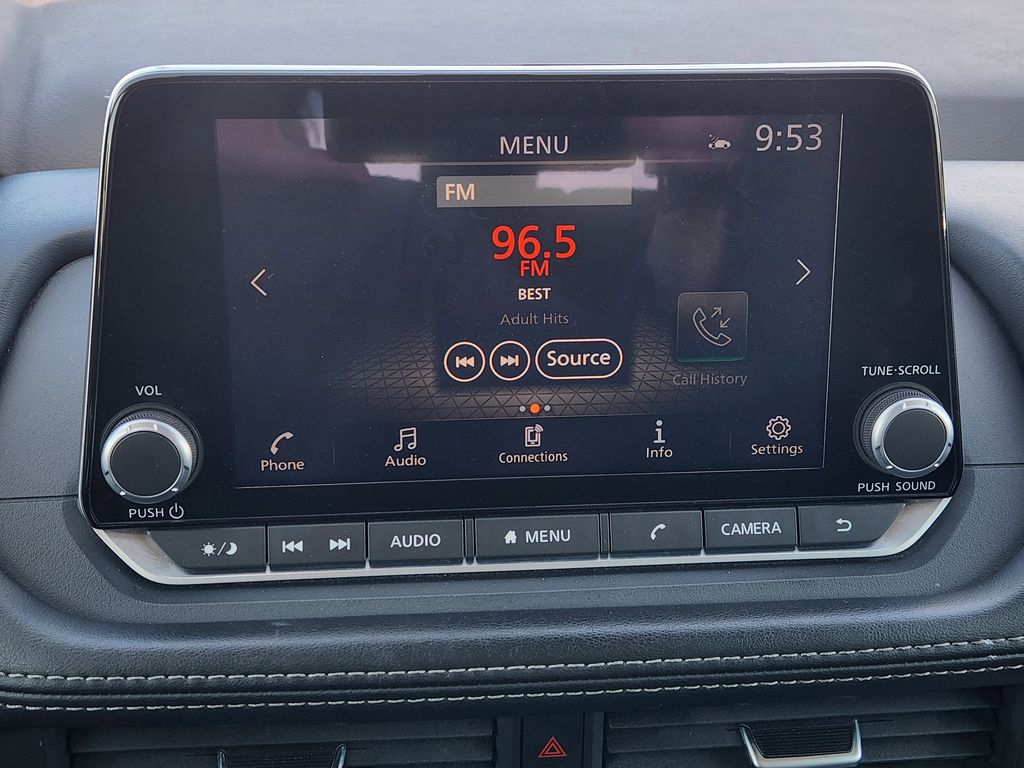 MENU
9:53
FM
96.5
FM
BEST
Adult Hits
Source
Call History
Phone
Audio
Connections
Info
Settings
VOL
PUSH
TUNE·SCROLL
PUSH SOUND
AUDIO
MENU
CAMERA